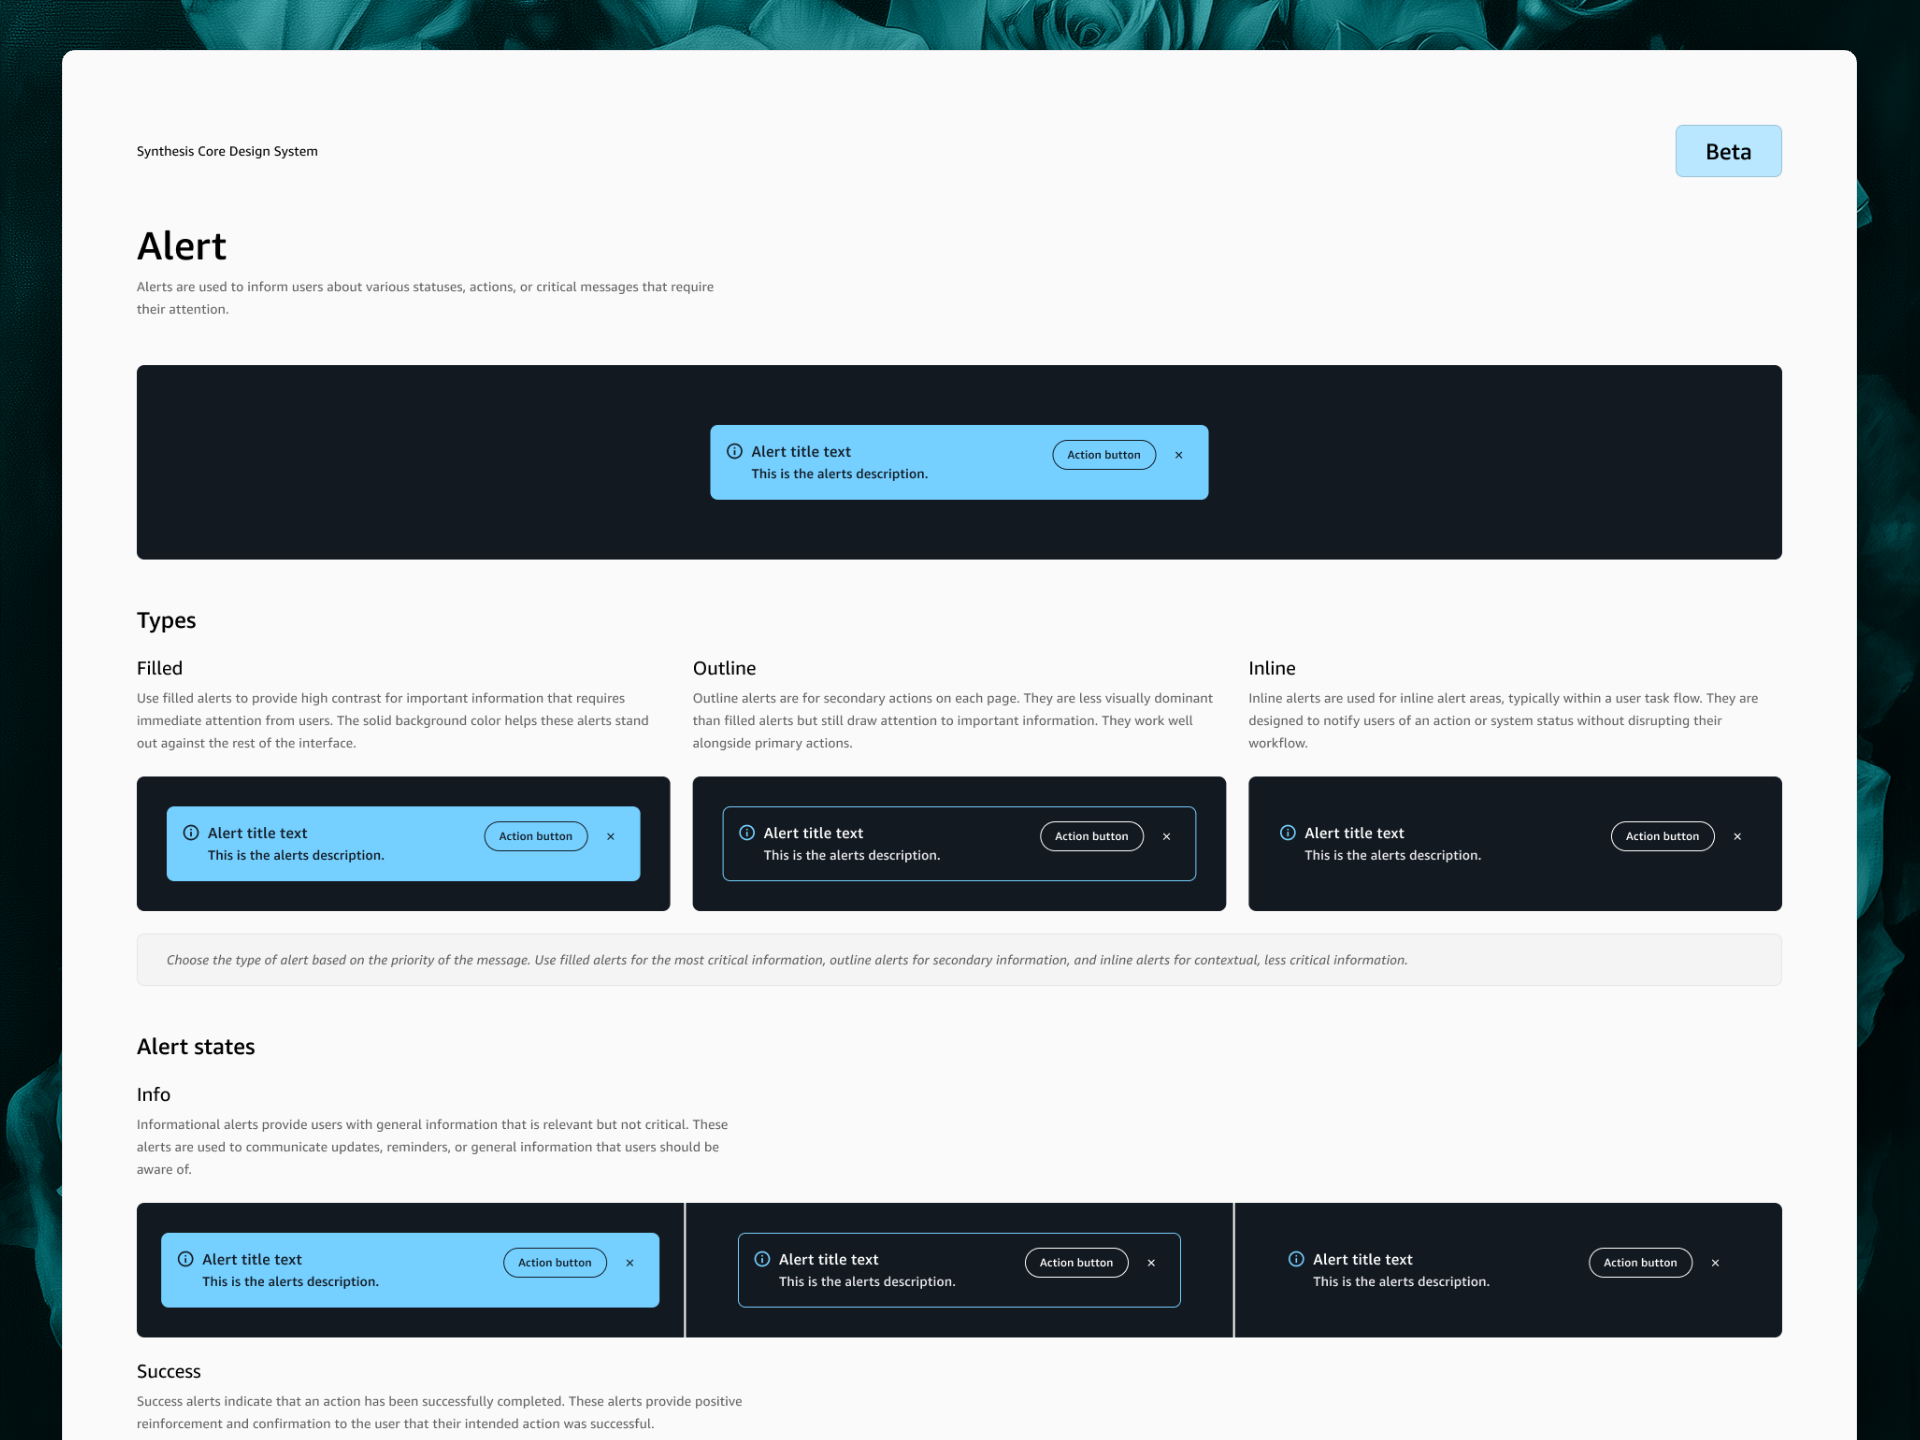 Synthesis Core Design System
Beta
Alert
Alerts are used to inform users about various statuses, actions, or critical messages that require
their attention.
Alert title text
This is the alerts description.
Action button
Types
Filled
Use filled alerts to provide high contrast for important information that requires
immediate attention from users. The solid background color helps these alerts stand
out against the rest of the interface.
Alert title text
This is the alerts description.
Action button
Outline
Outline alerts are for secondary actions on each page. They are less visually dominant
than filled alerts but still draw attention to important information. They work well
alongside primary actions.
Alert title text
This is the alerts description.
Action button
Inline
Inline alerts are used for inline alert areas, typically within a user task flow. They are
designed to notify users of an action or system status without disrupting their
workflow.
Alert title text
This is the alerts description.
Action button
Choose the type of alert based on the priority of the message. Use filled alerts for the most critical information, outline alerts for secondary information, and inline alerts for contextual, less critical information.
Alert states
Info
Informational alerts provide users with general information that is relevant but not critical. These
alerts are used to communicate updates, reminders, or general information that users should be
aware of.
Alert title text
This is the alerts description.
Action button
Alert title text
This is the alerts description.
Action button
Alert title text
This is the alerts description.
Action button
Success
Success alerts indicate that an action has been successfully completed. These alerts provide positive
reinforcement and confirmation to the user that their intended action was successful.